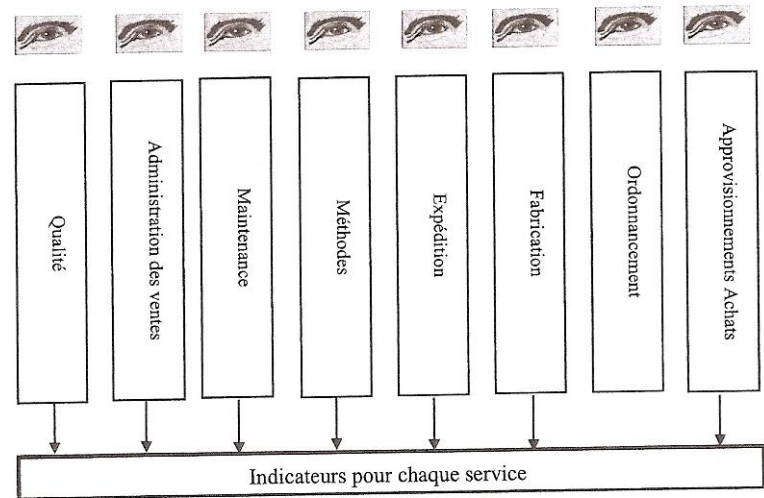 Qualité
Administration des ventes
Maintenance
Méthodes
Expédition
Fabrication
Ordonnancement
Approvisionnements Achats
Indicateurs pour chaque service